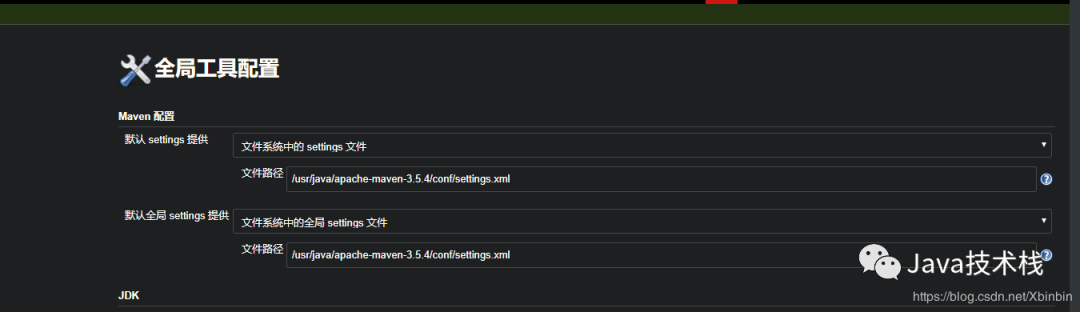 全局工具配置
Maven 配置
默认 settings 提供 文件系统中的 settings 文件
文件路径 /usr/java/apache-maven-3.5.4/conf/settings.xml
默认全局 settings 提供 文件系统中的全局 settings 文件
文件路径 /usr/java/apache-maven-3.5.4/conf/settings.xml
Java技术栈
JDK
https://blog.csdn.net/Xbinbin